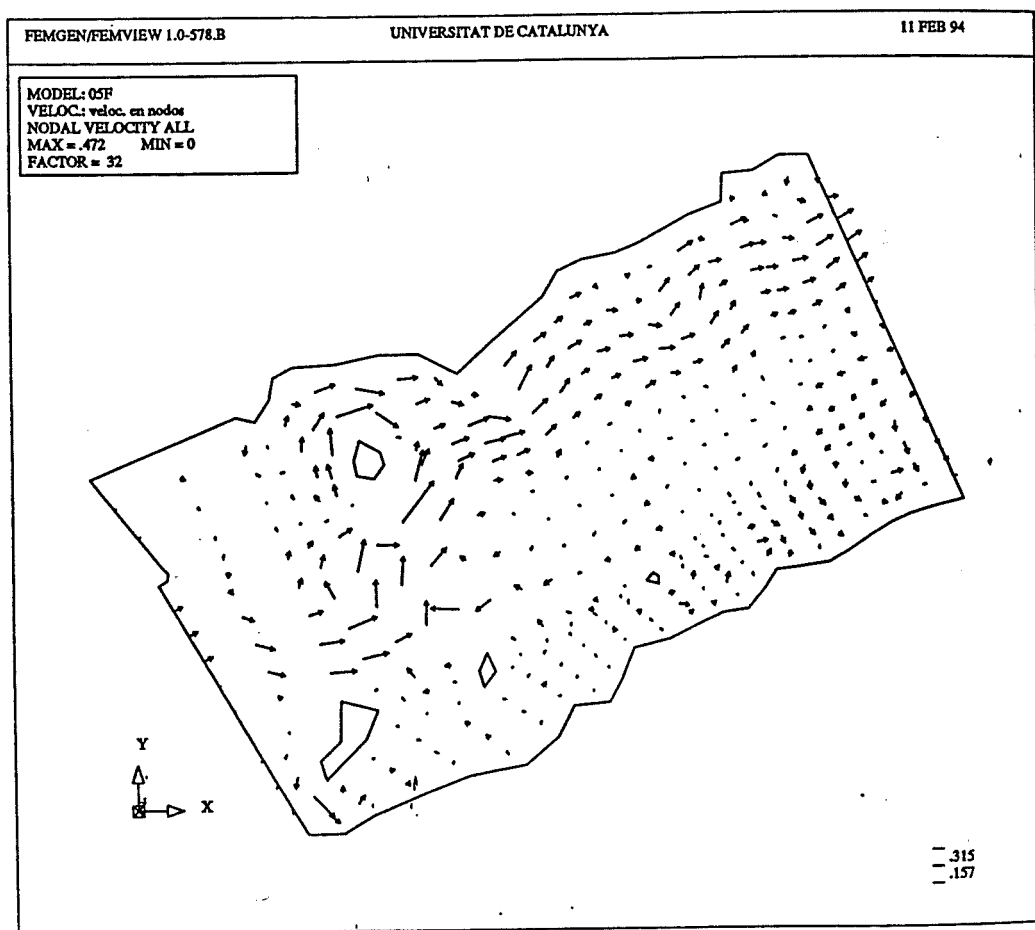 FEMGEN/FEMVIEW 1.0-578.B
UNIVERSITAT DE CATALUNYA
11 FEB 94
MODEL: 05F
VELOC.: veloc. en nodos
NODAL VELOCITY ALL
MAX = .472 MIN = 0
FACTOR = 32
Y
X
.315
.157